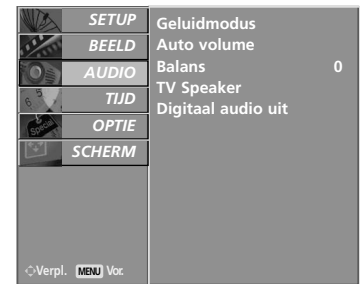 SETUP
BEELD
AUDIO
TIJD
OPTIE
SCHERM
Geluidmodus
Auto volume
Balans 0
TV Speaker
Digitaal audio uit
Verpl. MENU Vor.